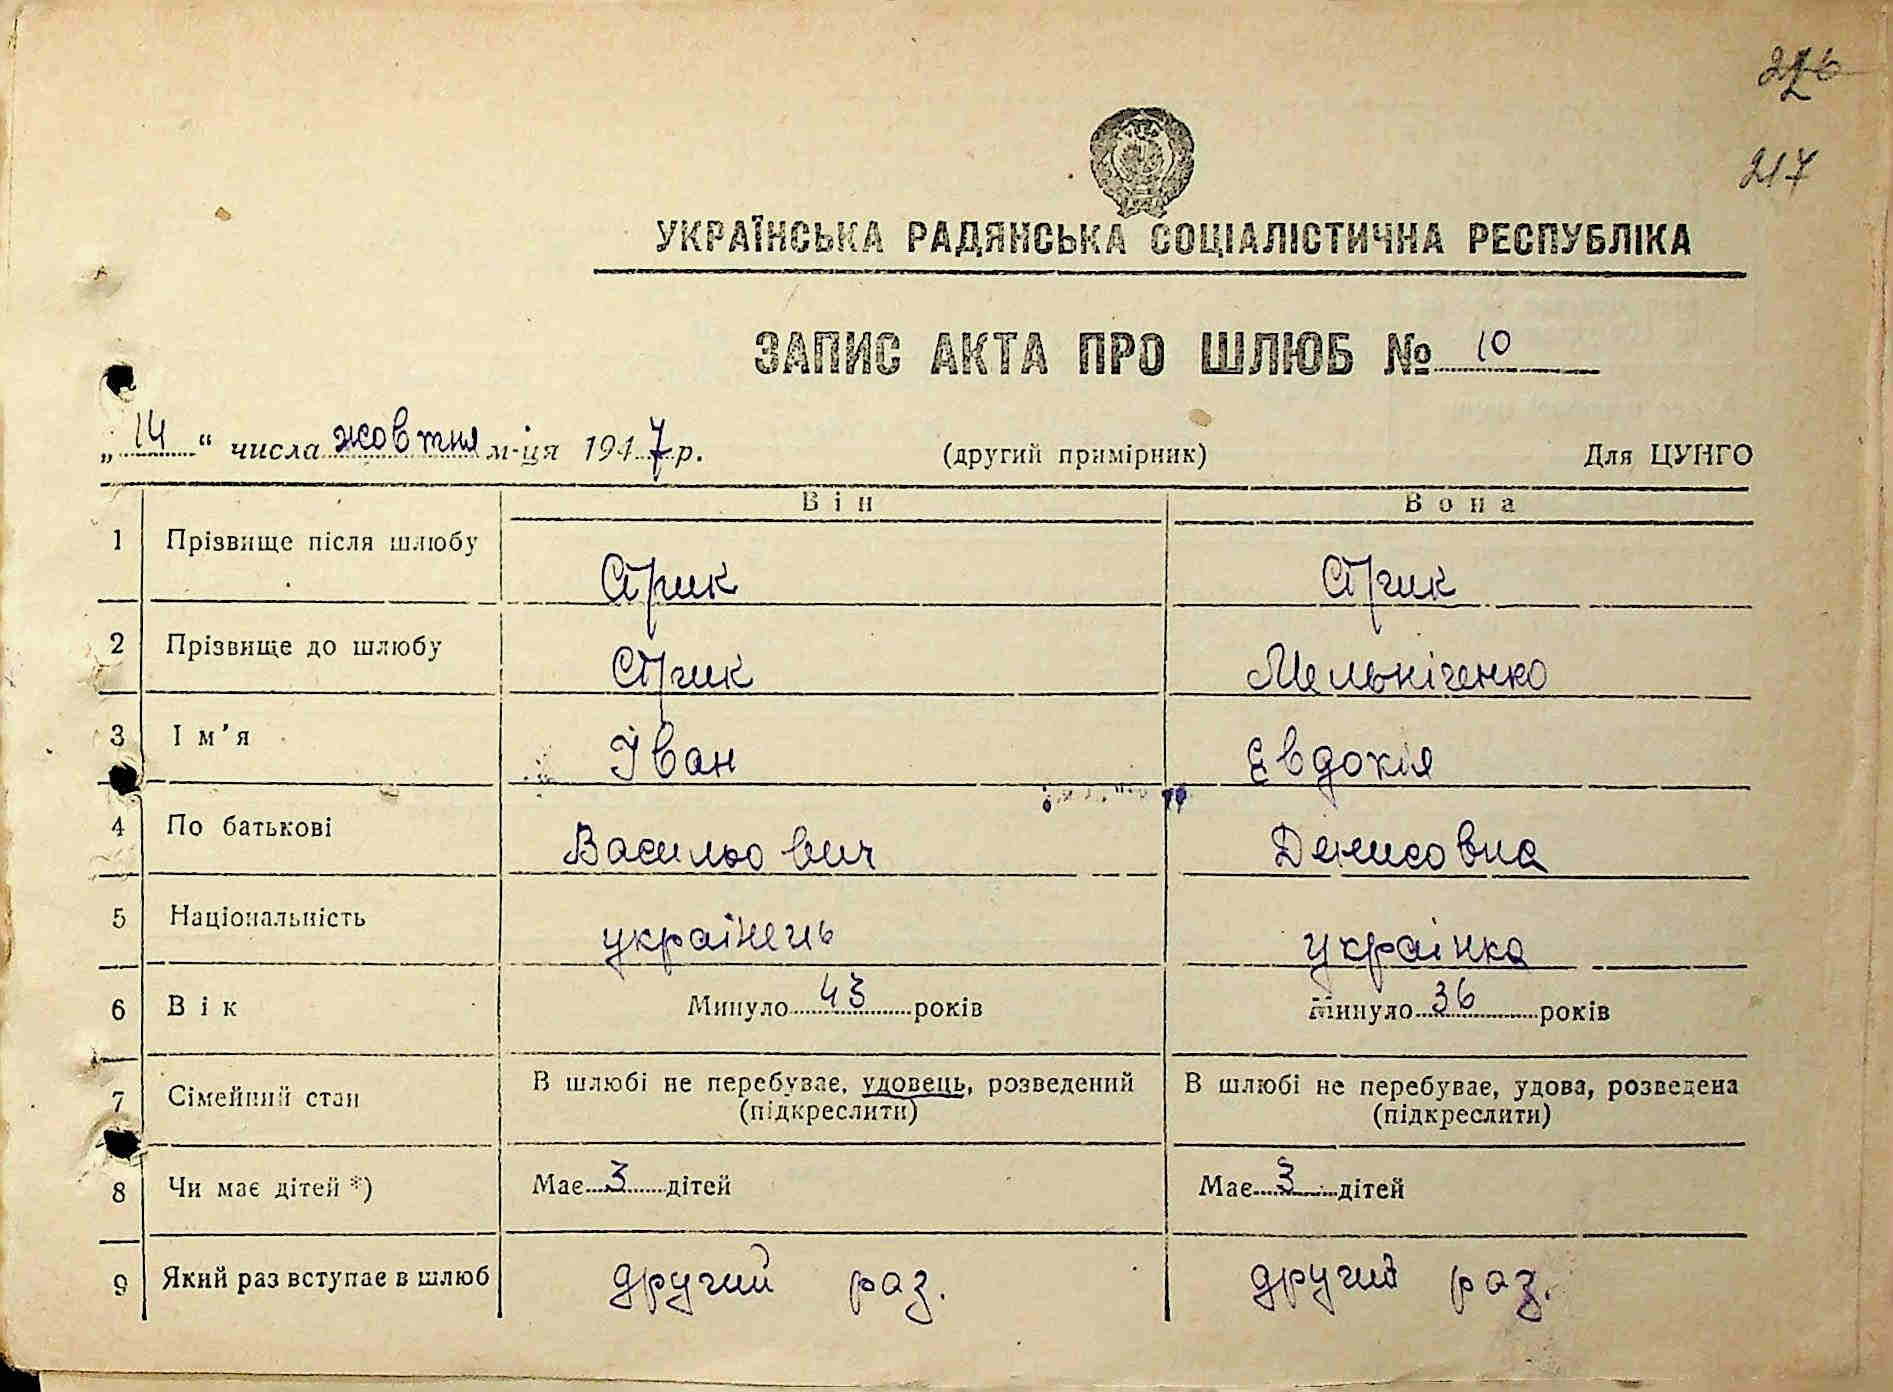 217
УКРАЇНСЬКА РАДЯНСЬКА СОЦІАЛІСТИЧНА РЕСПУБЛІКА
ЗАПИС АКТА ПРО ШЛЮБ № 10
„14“ числа жовтня м-ця 1947 р. (другий примірник) Для ЦУНГО
Він Вона
1 Прізвище після шлюбу Стрик Стрик
2 Прізвище до шлюбу Стрик Мельніченко
3 Ім'я Іван Евдокія
4 По батькові Васильович Денисовна
5 Національність українець українка
6 Вік Минуло 43 років Минуло 36 років
7 Сімейний стан В шлюбі не перебуває, удовець, розведений В шлюбі не перебуває, удова, розведена
(підкреслити) (підкреслити)
8 Чи має дітей *) Має 3 дітей Має 3 дітей
9 Який раз вступає в шлюб другий раз. другий раз.